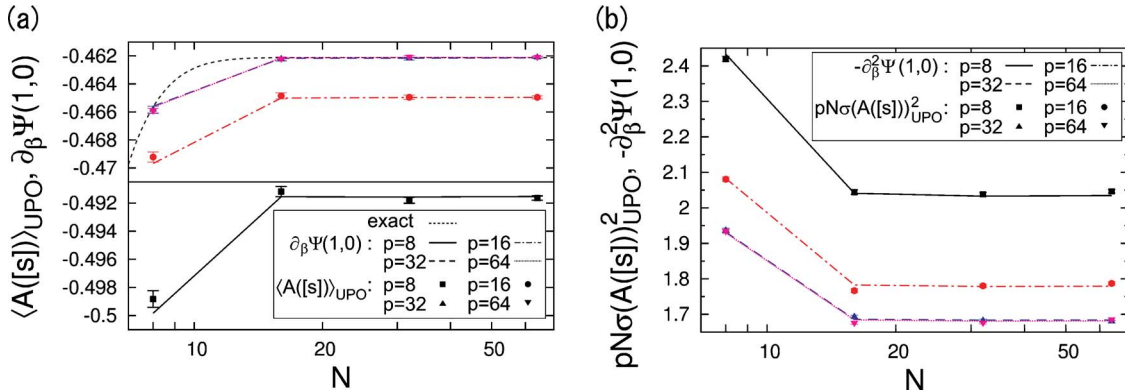 (a)
⟨A([s])⟩UPO, ∂βΨ(1,0)
-0.462
-0.464
-0.466
-0.468
-0.47
-0.492
-0.494
-0.496
-0.498
-0.5
exact
∂βΨ(1,0) : p=8 p=16
p=32 p=64
⟨A([s])⟩UPO: p=8 p=16
p=32 p=64
10 20 50
N
(b)
pNσ(A([s]))²UPO, -∂²βΨ(1,0)
2.4
2.3
2.2
2.1
2
1.9
1.8
1.7
-∂²βΨ(1,0) : p=8 p=16
p=32 p=64
pNσ(A([s]))²UPO: p=8 p=16
p=32 p=64
10 20 50
N